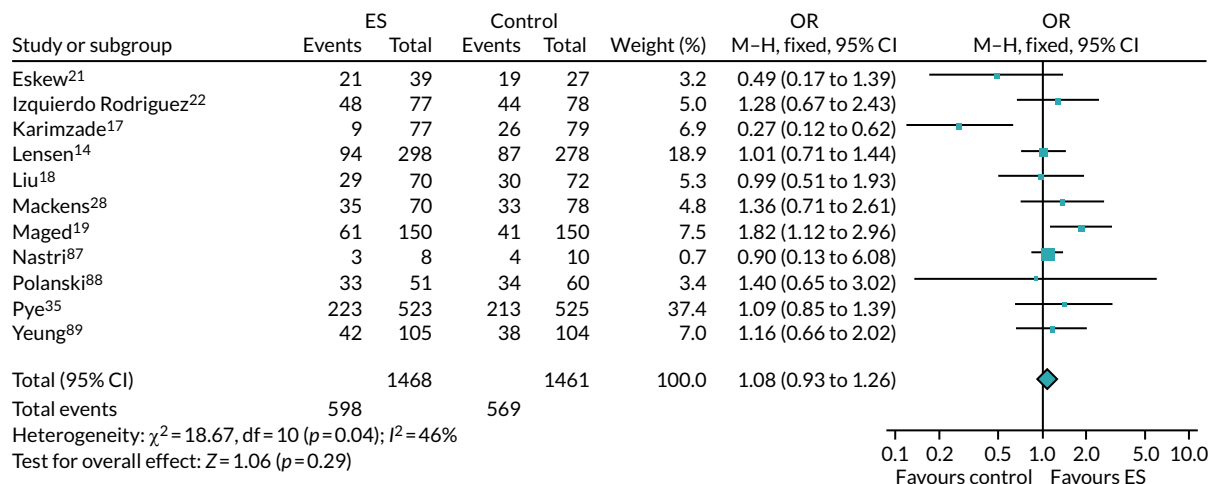 ES Control OR OR
Study or subgroup Events Total Events Total Weight (%) M–H, fixed, 95% CI M–H, fixed, 95% CI
Eskew21 21 39 19 27 3.2 0.49 (0.17 to 1.39)
Izquierdo Rodriguez22 48 77 44 78 5.0 1.28 (0.67 to 2.43)
Karimzade17 9 77 26 79 6.9 0.27 (0.12 to 0.62)
Lensen14 94 298 87 278 18.9 1.01 (0.71 to 1.44)
Liu18 29 70 30 72 5.3 0.99 (0.51 to 1.93)
Mackens28 35 70 33 78 4.8 1.36 (0.71 to 2.61)
Maged19 61 150 41 150 7.5 1.82 (1.12 to 2.96)
Nastri87 3 8 4 10 0.7 0.90 (0.13 to 6.08)
Polanski88 33 51 34 60 3.4 1.40 (0.65 to 3.02)
Pye35 223 523 213 525 37.4 1.09 (0.85 to 1.39)
Yeung89 42 105 38 104 7.0 1.16 (0.66 to 2.02)
Total (95% CI) 1468 1461 100.0 1.08 (0.93 to 1.26)
Total events 598 569
Heterogeneity: χ2 = 18.67, df = 10 (p = 0.04); I2 = 46%
Test for overall effect: Z = 1.06 (p = 0.29)
0.1 0.2 0.5 1.0 2.0 5.0 10.0
Favours control Favours ES